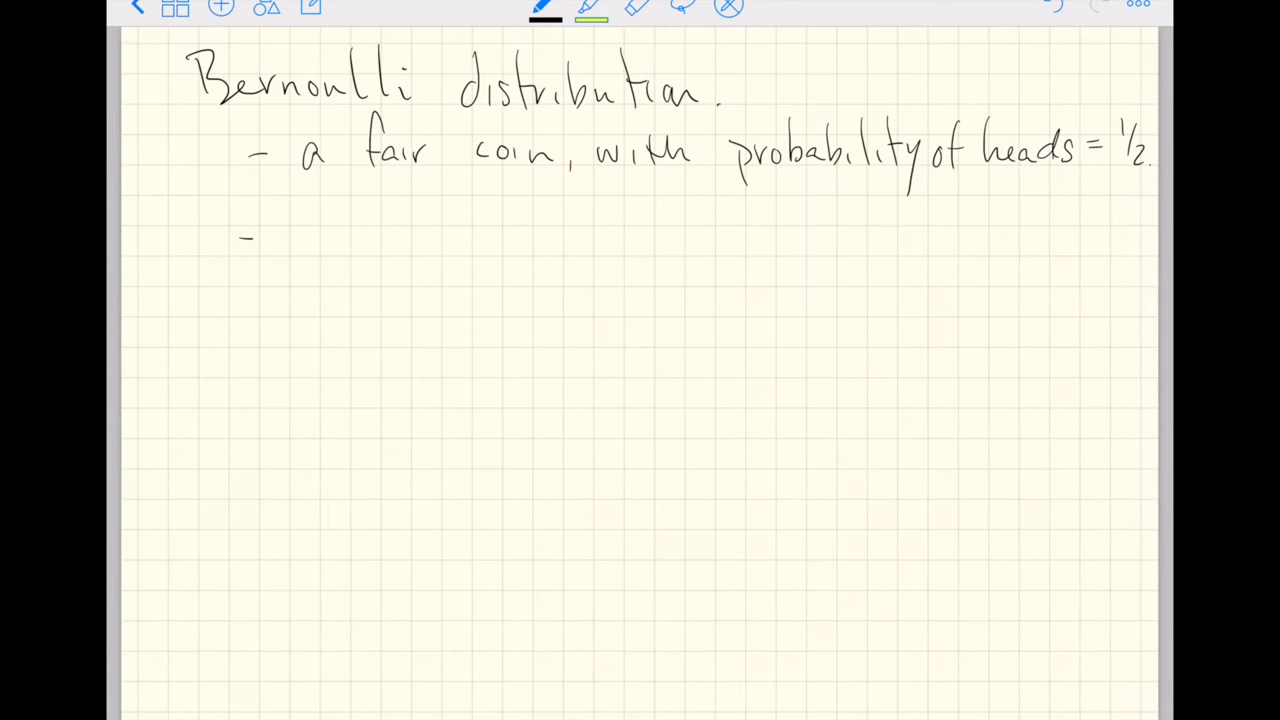 Bernoulli distribution.
- a fair coin, with probability of heads = 1/2.
-